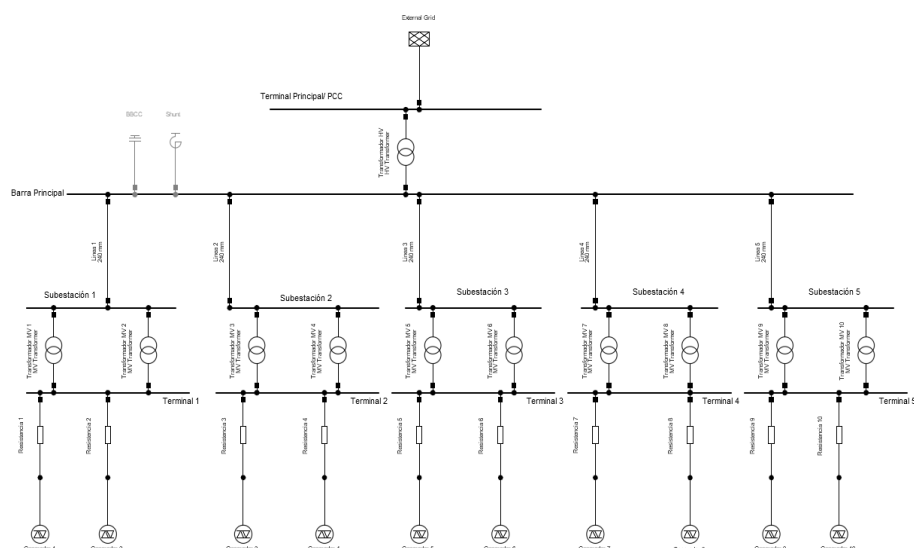 External Grid
Terminal Principal/ PCC
BBCC
Shunt
Transformador HV
HV Transformer
Barra Principal
Línea 1
240 mm
Línea 2
240 mm
Línea 3
240 mm
Línea 4
240 mm
Línea 5
240 mm
Subestación 1
Subestación 2
Subestación 3
Subestación 4
Subestación 5
Transformador MV 1
MV Transformer
Transformador MV 2
MV Transformer
Transformador MV 3
MV Transformer
Transformador MV 4
MV Transformer
Transformador MV 5
MV Transformer
Transformador MV 6
MV Transformer
Transformador MV 7
MV Transformer
Transformador MV 8
MV Transformer
Transformador MV 9
MV Transformer
Transformador MV 10
MV Transformer
Terminal 1
Terminal 2
Terminal 3
Terminal 4
Terminal 5
Resistencia 1
Resistencia 2
Resistencia 3
Resistencia 4
Resistencia 5
Resistencia 6
Resistencia 7
Resistencia 8
Resistencia 9
Resistencia 10